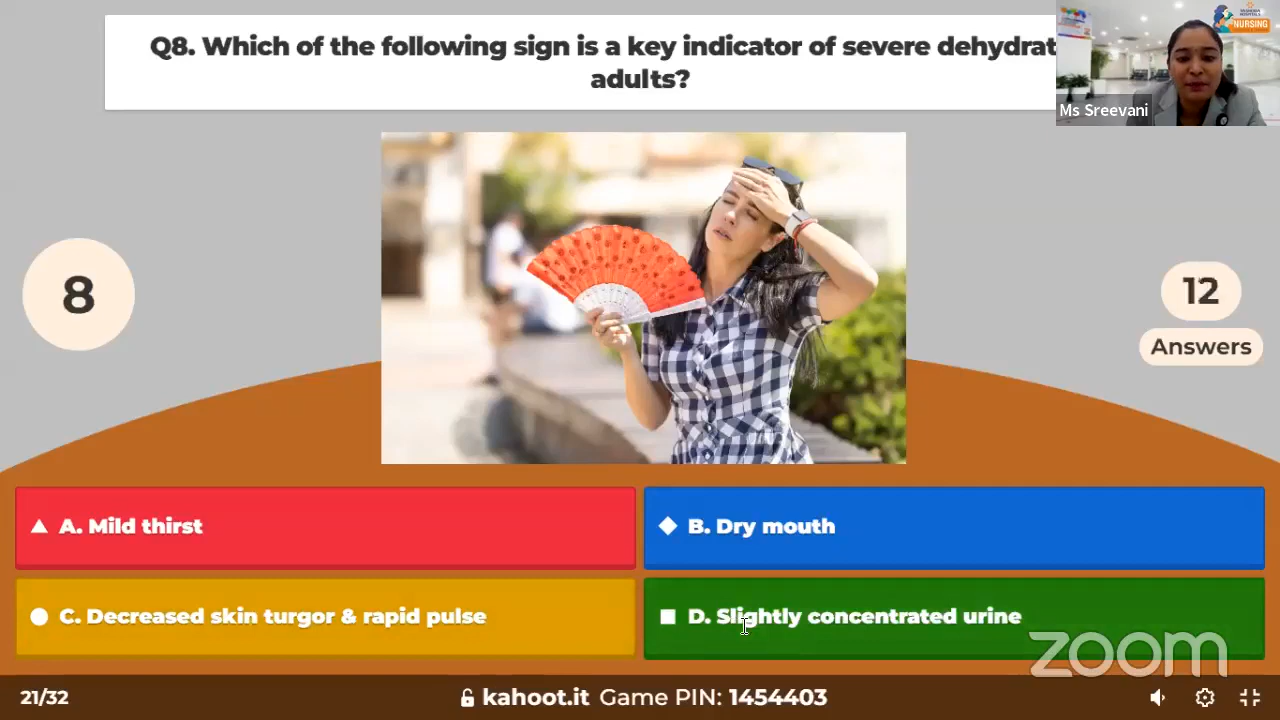 Q8. Which of the following sign is a key indicator of severe dehydrat
adults?
NURSING
Ms Sreevani
8
12
Answers
A. Mild thirst
B. Dry mouth
C. Decreased skin turgor & rapid pulse
D. Slightly concentrated urine
zoom
21/32
kahoot.it Game PIN: 1454403